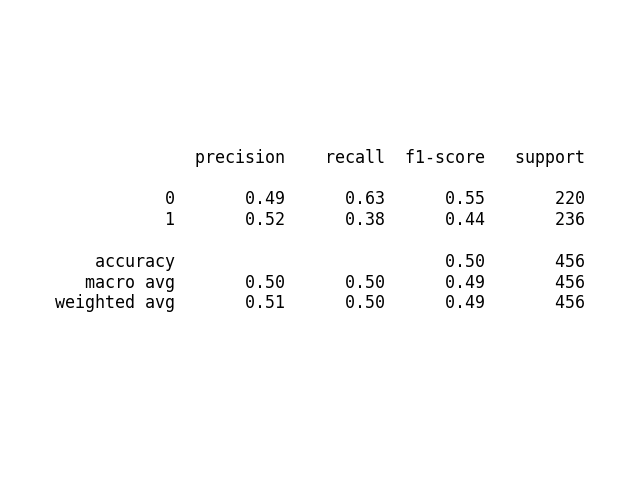 precision recall f1-score support
0 0.49 0.63 0.55 220
1 0.52 0.38 0.44 236
accuracy 0.50 456
macro avg 0.50 0.50 0.49 456
weighted avg 0.51 0.50 0.49 456